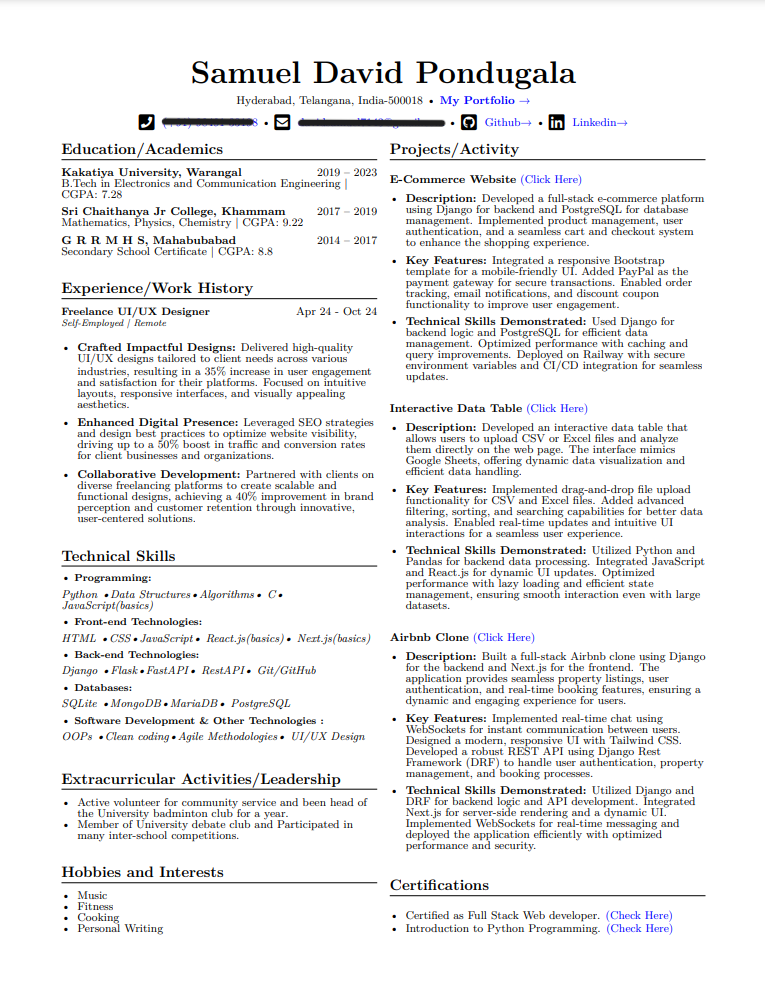 Samuel David Pondugala
Hyderabad, Telangana, India-500018 • My Portfolio →
• • Github→ • Linkedin→
Education/Academics
Kakatiya University, Warangal 2019 – 2023
B.Tech in Electronics and Communication Engineering |
CGPA: 7.28
Sri Chaithanya Jr College, Khammam 2017 – 2019
Mathematics, Physics, Chemistry | CGPA: 9.22
G R R M H S, Mahabubabad 2014 – 2017
Secondary School Certificate | CGPA: 8.8
Experience/Work History
Freelance UI/UX Designer Apr 24 - Oct 24
Self-Employed | Remote
• Crafted Impactful Designs: Delivered high-quality
UI/UX designs tailored to client needs across various
industries, resulting in a 35% increase in user engagement
and satisfaction for their platforms. Focused on intuitive
layouts, responsive interfaces, and visually appealing
aesthetics.
• Enhanced Digital Presence: Leveraged SEO strategies
and design best practices to optimize website visibility,
driving up to a 50% boost in traffic and conversion rates
for client businesses and organizations.
• Collaborative Development: Partnered with clients on
diverse freelancing platforms to create scalable and
functional designs, achieving a 40% improvement in brand
perception and customer retention through innovative,
user-centered solutions.
Technical Skills
• Programming:
Python •Data Structures•Algorithms• C•
JavaScript(basics)
• Front-end Technologies:
HTML •CSS•JavaScript• React.js(basics)• Next.js(basics)
• Back-end Technologies:
Django •Flask•FastAPI• RestAPI• Git/GitHub
• Databases:
SQLite •MongoDB•MariaDB• PostgreSQL
• Software Development & Other Technologies :
OOPs •Clean coding•Agile Methodologies• UI/UX Design
Extracurricular Activities/Leadership
• Active volunteer for community service and been head of
the University badminton club for a year.
• Member of University debate club and Participated in
many inter-school competitions.
Hobbies and Interests
• Music
• Fitness
• Cooking
• Personal Writing
Projects/Activity
E-Commerce Website (Click Here)
• Description: Developed a full-stack e-commerce platform
using Django for backend and PostgreSQL for database
management. Implemented product management, user
authentication, and a seamless cart and checkout system
to enhance the shopping experience.
• Key Features: Integrated a responsive Bootstrap
template for a mobile-friendly UI. Added PayPal as the
payment gateway for secure transactions. Enabled order
tracking, email notifications, and discount coupon
functionality to improve user engagement.
• Technical Skills Demonstrated: Used Django for
backend logic and PostgreSQL for efficient data
management. Optimized performance with caching and
query improvements. Deployed on Railway with secure
environment variables and CI/CD integration for seamless
updates.
Interactive Data Table (Click Here)
• Description: Developed an interactive data table that
allows users to upload CSV or Excel files and analyze
them directly on the web page. The interface mimics
Google Sheets, offering dynamic data visualization and
efficient data handling.
• Key Features: Implemented drag-and-drop file upload
functionality for CSV and Excel files. Added advanced
filtering, sorting, and searching capabilities for better data
analysis. Enabled real-time updates and intuitive UI
interactions for a seamless user experience.
• Technical Skills Demonstrated: Utilized Python and
Pandas for backend data processing. Integrated JavaScript
and React.js for dynamic UI updates. Optimized
performance with lazy loading and efficient state
management, ensuring smooth interaction even with large
datasets.
Airbnb Clone (Click Here)
• Description: Built a full-stack Airbnb clone using Django
for the backend and Next.js for the frontend. The
application provides seamless property listings, user
authentication, and real-time booking features, ensuring a
dynamic and engaging experience for users.
• Key Features: Implemented real-time chat using
WebSockets for instant communication between users.
Designed a modern, responsive UI with Tailwind CSS.
Developed a robust REST API using Django Rest
Framework (DRF) to handle user authentication, property
management, and booking processes.
• Technical Skills Demonstrated: Utilized Django and
DRF for backend logic and API development. Integrated
Next.js for server-side rendering and a dynamic UI.
Implemented WebSockets for real-time messaging and
deployed the application efficiently with optimized
performance and security.
Certifications
• Certified as Full Stack Web developer. (Check Here)
• Introduction to Python Programming. (Check Here)